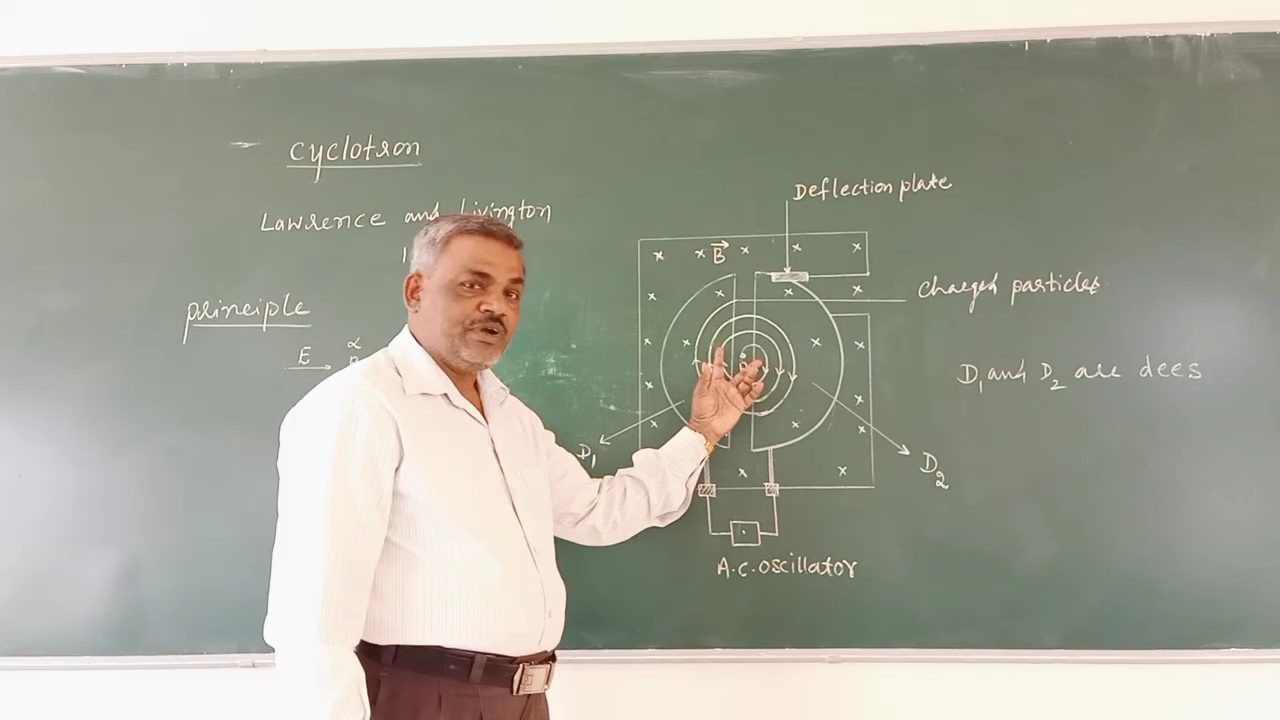 Cyclotron
Lawrence and Livington
principle
E
α
Deflection plate
B
charged particles
D1 and D2 are dees
D1
D2
A.C. oscillator